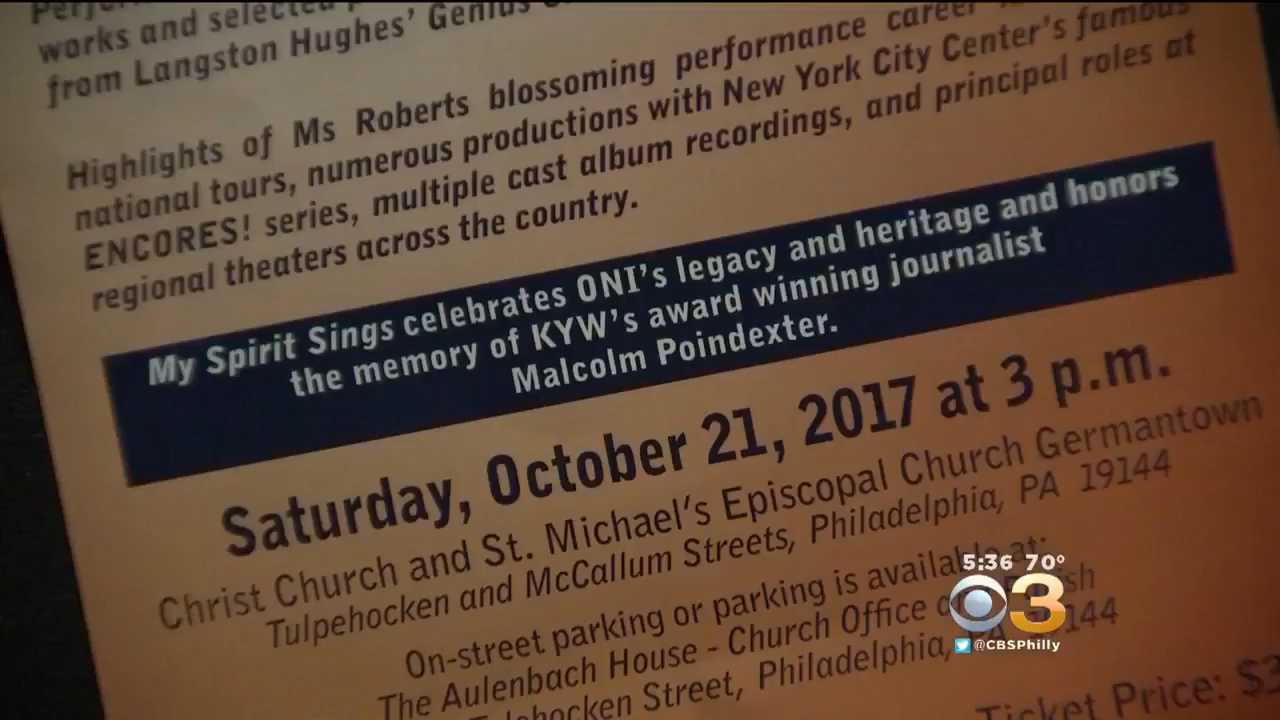 works and selected
from Langston Hughes' Genius
Highlights of Ms Roberts blossoming performance career
national tours, numerous productions with New York City Center's famous
ENCORES! series, multiple cast album recordings, and principal roles at
regional theaters across the country.
My Spirit Sings celebrates ONI's legacy and heritage and honors
the memory of KYW's award winning journalist
Malcolm Poindexter.
Saturday, October 21, 2017 at 3 p.m.
Christ Church and St. Michael's Episcopal Church Germantown
Tulpehocken and McCallum Streets, Philadelphia, PA 19144
On-street parking or parking is available at:
The Aulenbach House - Church Office
Street, Philadelphia,
Ticket Price:
5:36 70°
3
@CBSPhilly